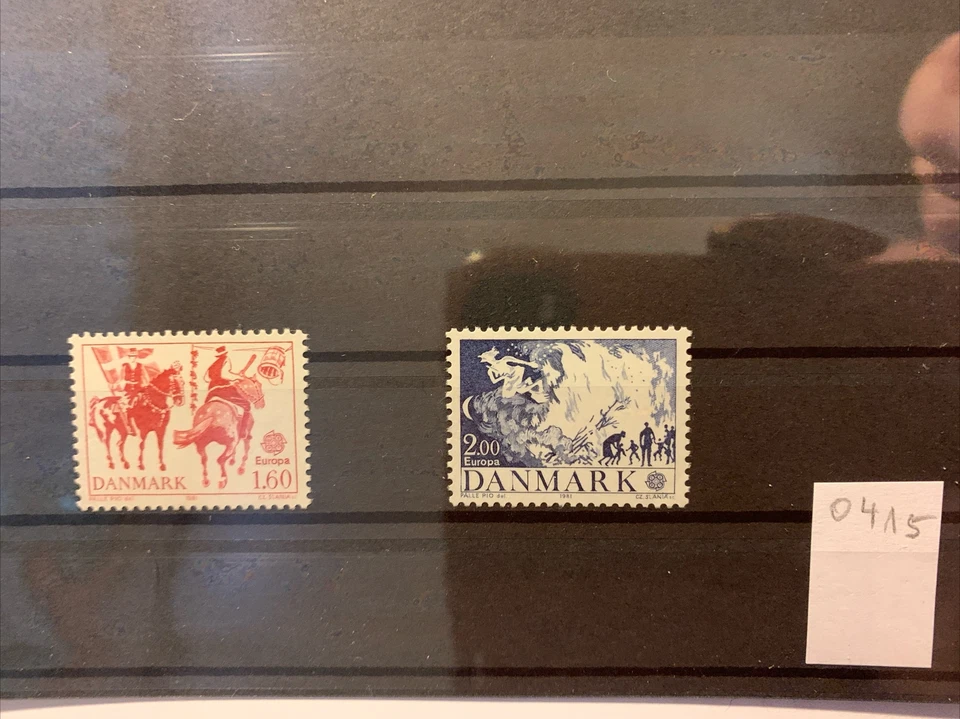 Europa
1.60
DANMARK
PALLE PIO del. 1981 CZ. SLANIA sc.
2.00
Europa
DANMARK
PALLE PIO del. 1981 CZ. SLANIA sc.
0415